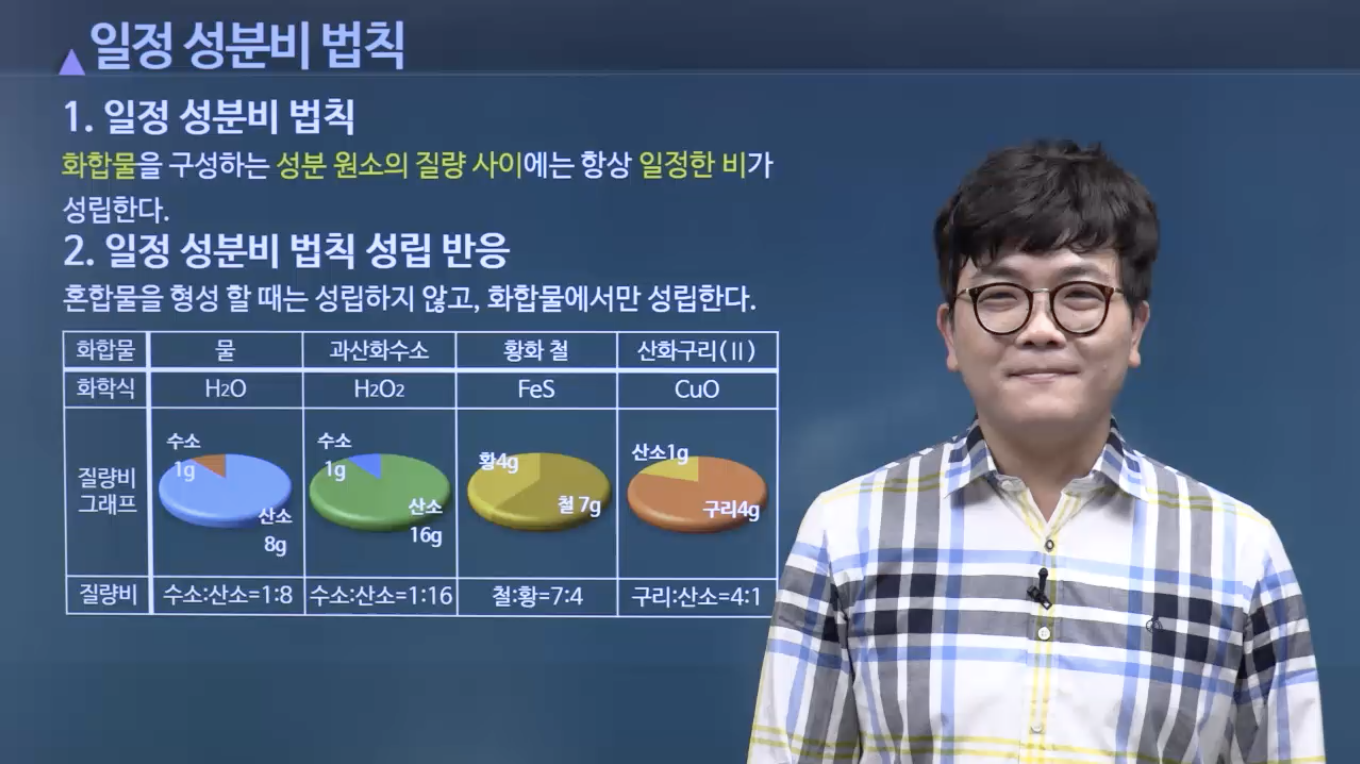 일정 성분비 법칙
1. 일정 성분비 법칙
화합물을 구성하는 성분 원소의 질량 사이에는 항상 일정한 비가
성립한다.
2. 일정 성분비 법칙 성립 반응
혼합물을 형성 할 때는 성립하지 않고, 화합물에서만 성립한다.
화합물 물 과산화수소 황화 철 산화구리(Ⅱ)
화학식 H2O H2O2 FeS CuO
질량비
그래프
수소
1g
산소
8g
수소
1g
산소
16g
황4g
철 7g
산소1g
구리4g
질량비 수소:산소=1:8 수소:산소=1:16 철:황=7:4 구리:산소=4:1